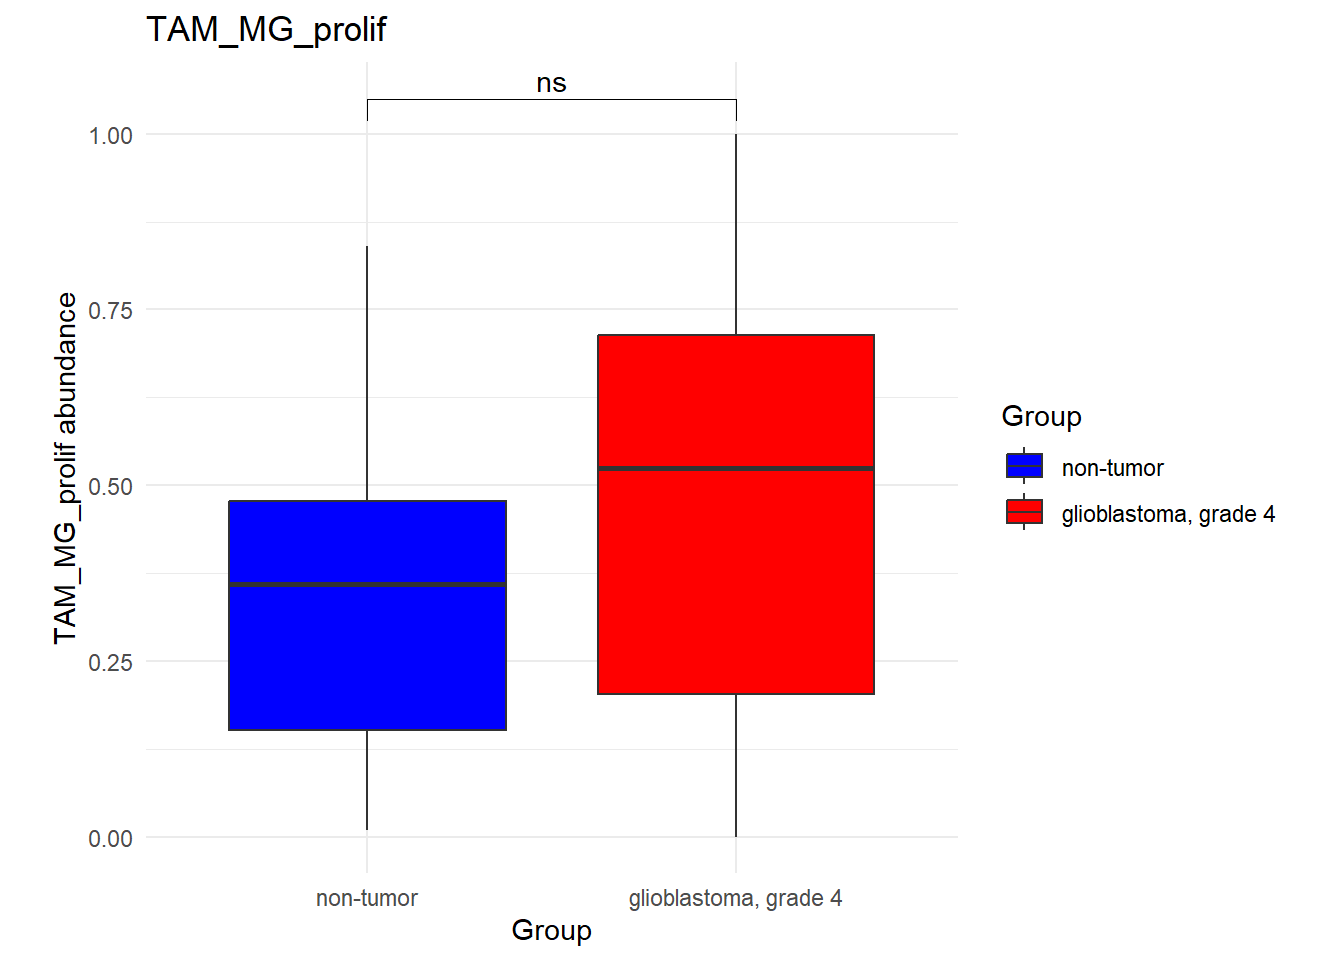 TAM_MG_prolif
ns
1.00
0.75
0.50
0.25
0.00
TAM_MG_prolif abundance
non-tumor
glioblastoma, grade 4
Group
Group
non-tumor
glioblastoma, grade 4